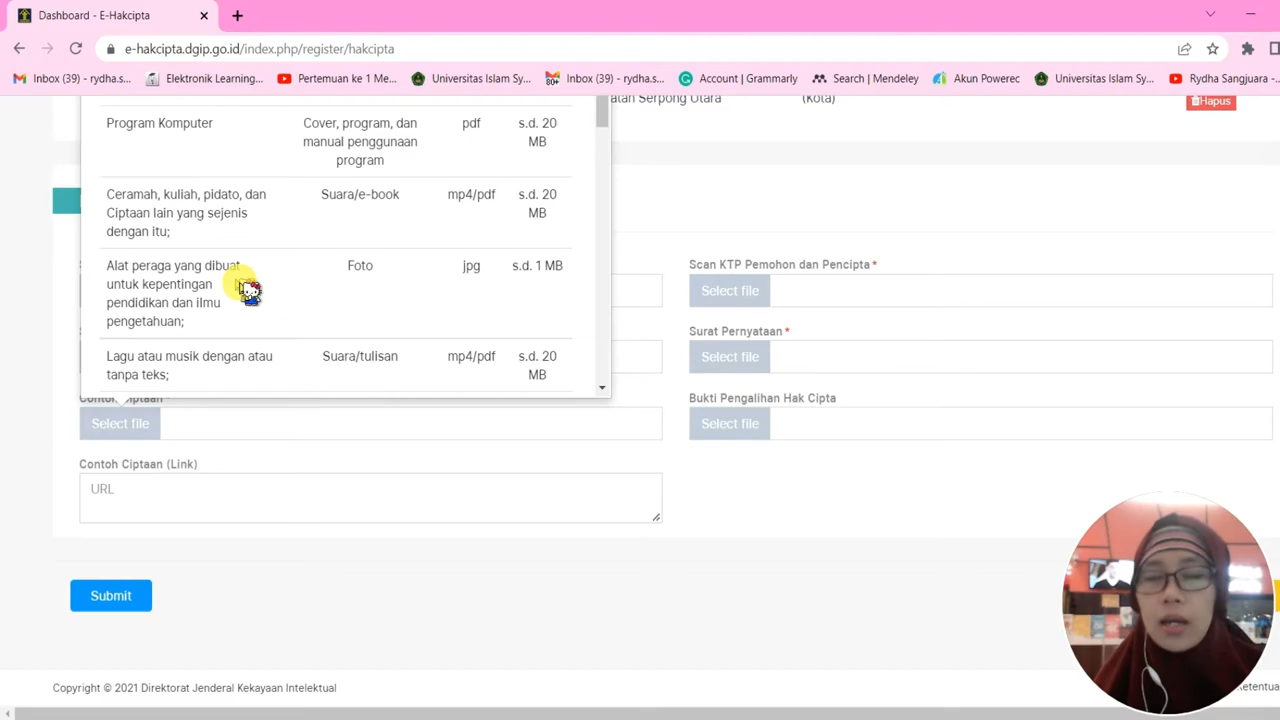 Dashboard - E-Hakcipta
e-hakcipta.dgip.go.id/index.php/register/hakcipta
Inbox (39) - rydha.s...
Elektronik Learning...
Pertemuan ke 1 Me...
Universitas Islam Sy...
80+
Inbox (39) - rydha.s...
Account | Grammarly
Search | Mendeley
Akun Powerec
Universitas Islam Sy...
Rydha Sangjuara -...
atan Serpong Utara
(Kota)
Hapus
Program Komputer
Cover, program, dan
manual penggunaan
program
pdf
s.d. 20
MB
Ceramah, kuliah, pidato, dan
Ciptaan lain yang sejenis
dengan itu;
Suara/e-book
mp4/pdf
s.d. 20
MB
Alat peraga yang dibuat
untuk kepentingan
pendidikan dan ilmu
pengetahuan;
Foto
jpg
s.d. 1 MB
Lagu atau musik dengan atau
tanpa teks;
Suara/tulisan
mp4/pdf
s.d. 20
MB
Scan KTP Pemohon dan Pencipta *
Select file
Surat Pernyataan *
Select file
Contoh Ciptaan *
Select file
Bukti Pengalihan Hak Cipta
Select file
Contoh Ciptaan (Link)
URL
Submit
Copyright © 2021 Direktorat Jenderal Kekayaan Intelektual